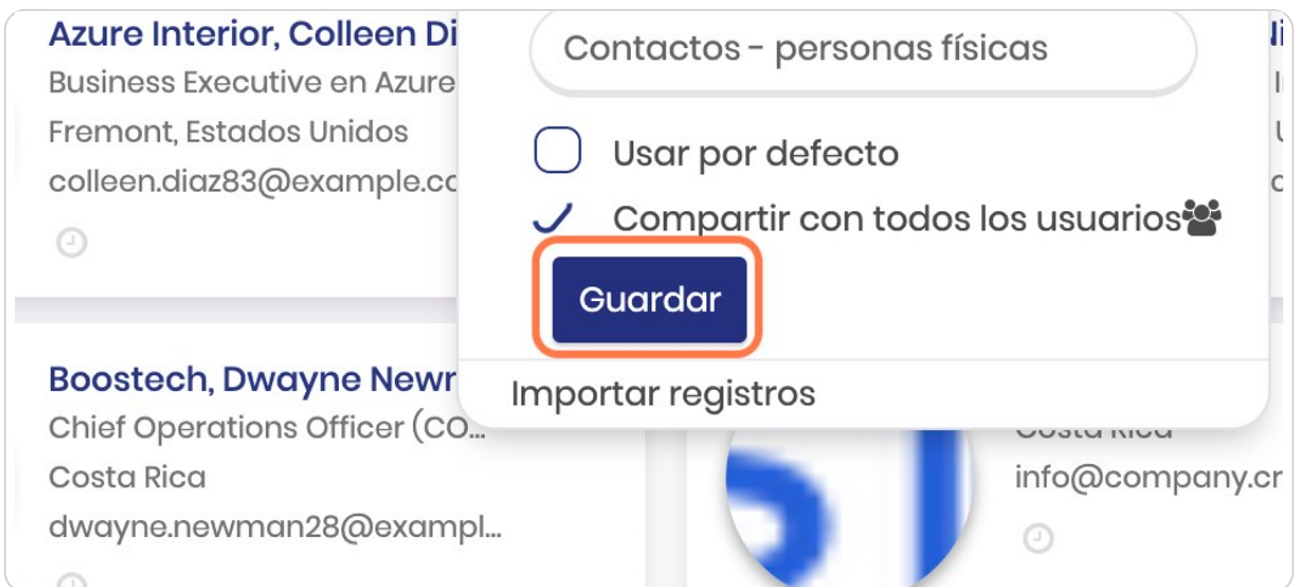 Azure Interior, Colleen Di
Business Executive en Azure
Fremont, Estados Unidos
colleen.diaz83@example.co
Contactos - personas físicas
Usar por defecto
Compartir con todos los usuarios
Guardar
Importar registros
Boostech, Dwayne Newr
Chief Operations Officer (CO...
Costa Rica
dwayne.newman28@exampl...
Costa Rica
info@company.cr